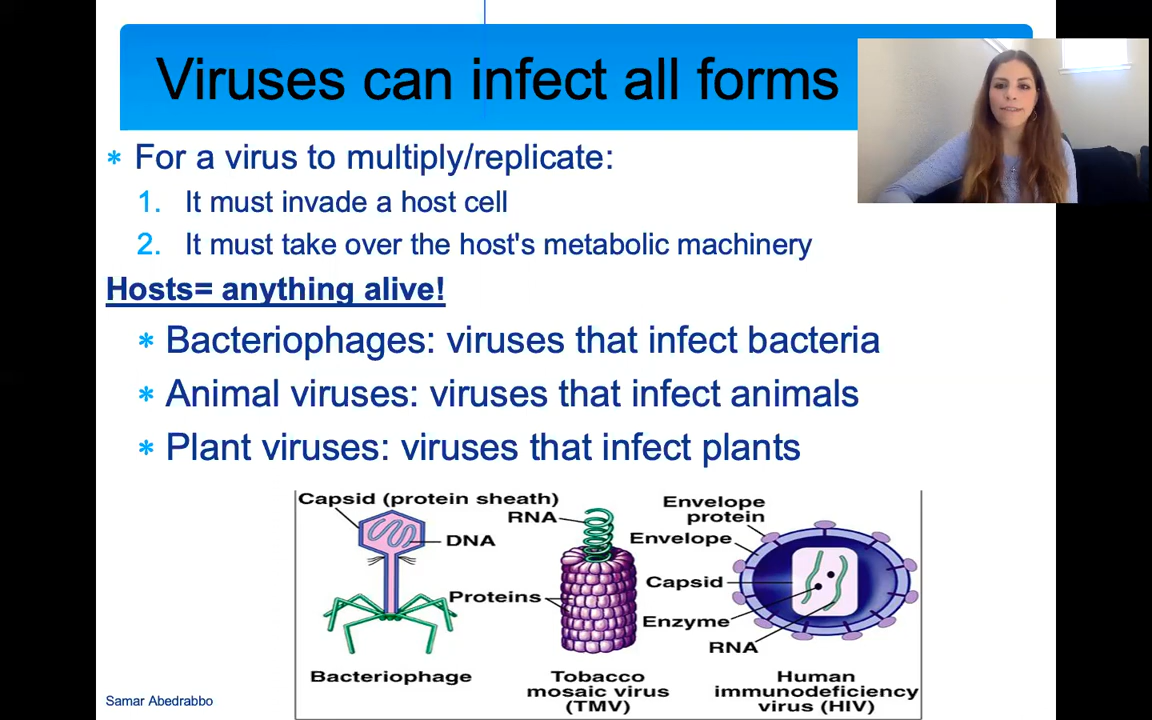 Viruses can infect all forms
* For a virus to multiply/replicate:
1. It must invade a host cell
2. It must take over the host's metabolic machinery
Hosts= anything alive!
* Bacteriophages: viruses that infect bacteria
* Animal viruses: viruses that infect animals
* Plant viruses: viruses that infect plants
Capsid (protein sheath)
DNA
Bacteriophage
RNA
Proteins
Tobacco
mosaic virus
(TMV)
Envelope
protein
Envelope
Capsid
Enzyme
RNA
Human
immunodeficiency
virus (HIV)
Samar Abedrabbo